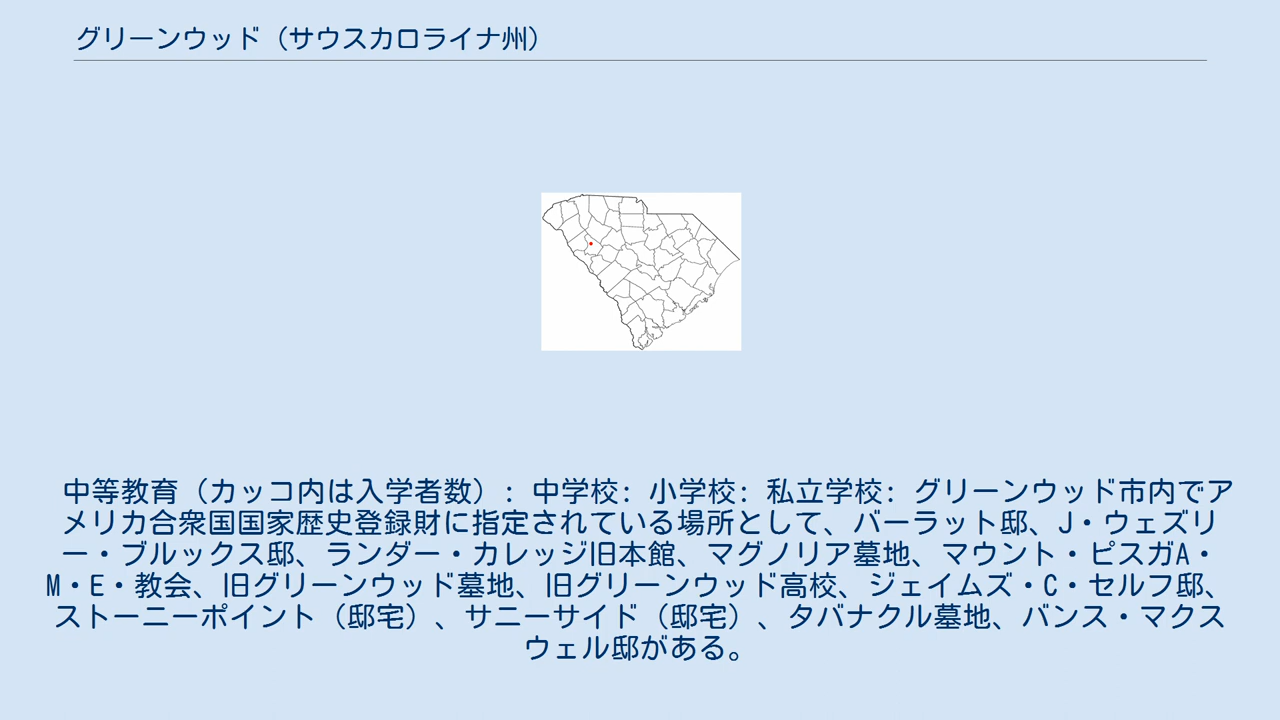 グリーンウッド（サウスカロライナ州）
中等教育（カッコ内は入学者数）: 中学校: 小学校: 私立学校: グリーンウッド市内でア
メリカ合衆国国家歴史登録財に指定されている場所として、バーラット邸、J・ウェズリ
ー・ブルックス邸、ランダー・カレッジ旧本館、マグノリア墓地、マウント・ピスガA・
M・E・教会、旧グリーンウッド墓地、旧グリーンウッド高校、ジェイムズ・C・セルフ邸、
ストーニーポイント（邸宅）、サニーサイド（邸宅）、タバナクル墓地、バンス・マクス
ウェル邸がある。